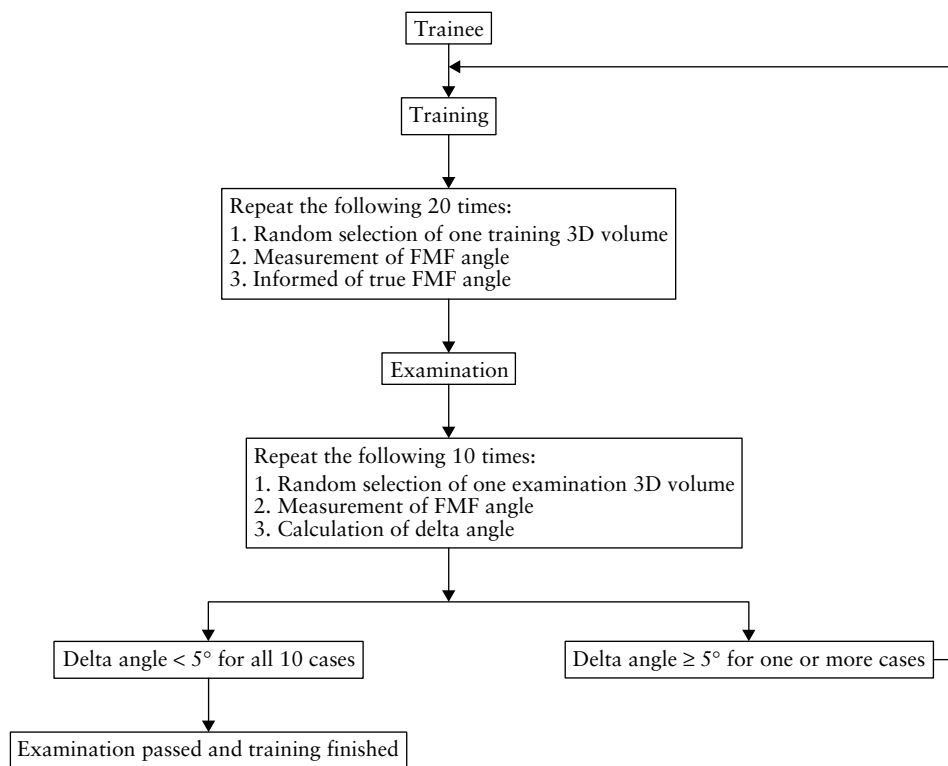 Trainee
Training
Repeat the following 20 times:
1. Random selection of one training 3D volume
2. Measurement of FMF angle
3. Informed of true FMF angle
Examination
Repeat the following 10 times:
1. Random selection of one examination 3D volume
2. Measurement of FMF angle
3. Calculation of delta angle
Delta angle < 5° for all 10 cases
Delta angle ≥ 5° for one or more cases
Examination passed and training finished